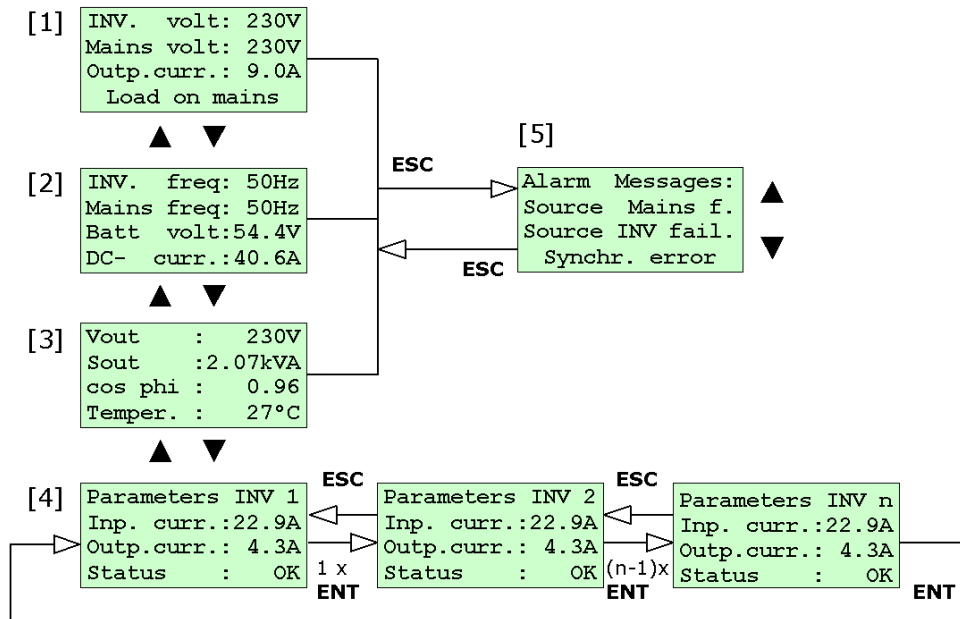 [1]
INV. volt: 230V
Mains volt: 230V
Outp.curr.: 9.0A
Load on mains
▲ ▼
[2]
INV. freq: 50Hz
Mains freq: 50Hz
Batt volt:54.4V
DC- curr.:40.6A
▲ ▼
[3]
Vout : 230V
Sout :2.07kVA
cos phi : 0.96
Temper. : 27°C
▲ ▼
ESC
ESC
[5]
Alarm Messages:
Source Mains f.
Source INV fail.
Synchr. error
▲
▼
[4]
Parameters INV 1
Inp. curr.:22.9A
Outp.curr.: 4.3A
Status : OK
ESC
1 x
ENT
Parameters INV 2
Inp. curr.:22.9A
Outp.curr.: 4.3A
Status : OK
ESC
(n-1)x
ENT
Parameters INV n
Inp. curr.:22.9A
Outp.curr.: 4.3A
Status : OK
ENT